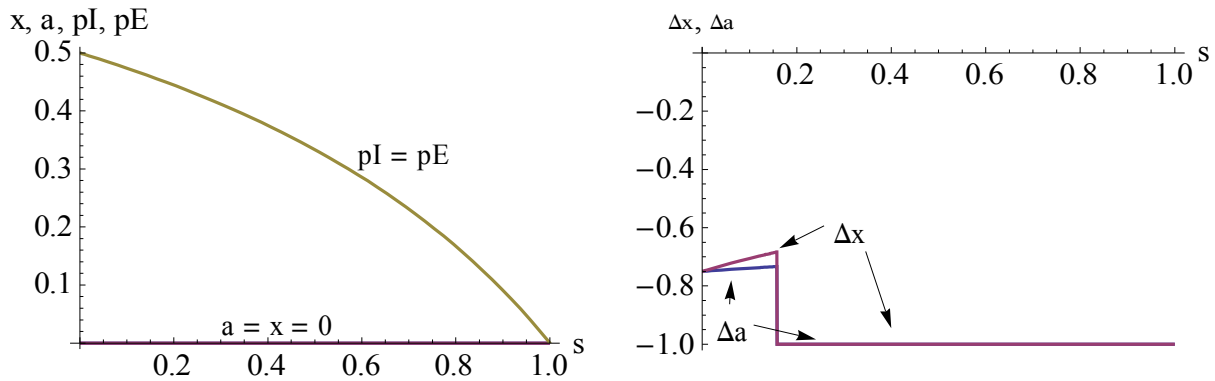 x, a, pI, pE
0.5
0.4
0.3
0.2
0.1
pI = pE
a = x = 0
0.2 0.4 0.6 0.8 1.0 s
Δx, Δa
0.2 0.4 0.6 0.8 1.0 s
−0.2
−0.4
−0.6
−0.8
−1.0
Δx
Δa